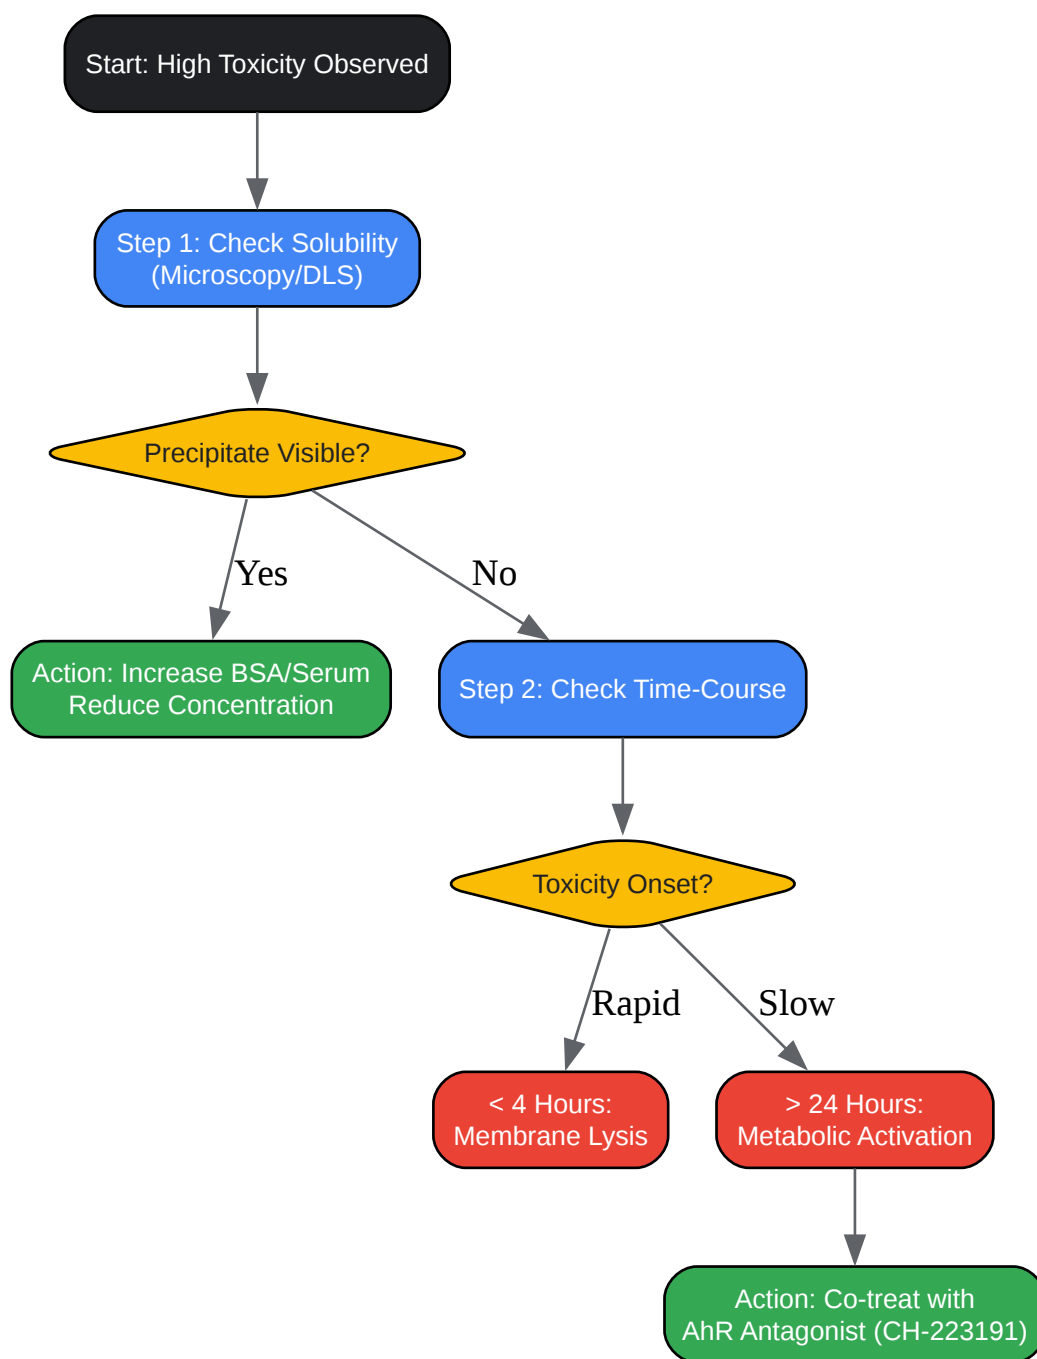 Start: High Toxicity Observed
Step 1: Check Solubility
(Microscopy/DLS)
Precipitate Visible?
Yes
No
Action: Increase BSA/Serum
Reduce Concentration
Step 2: Check Time-Course
Toxicity Onset?
Rapid
Slow
< 4 Hours:
Membrane Lysis
> 24 Hours:
Metabolic Activation
Action: Co-treat with
AhR Antagonist (CH-223191)